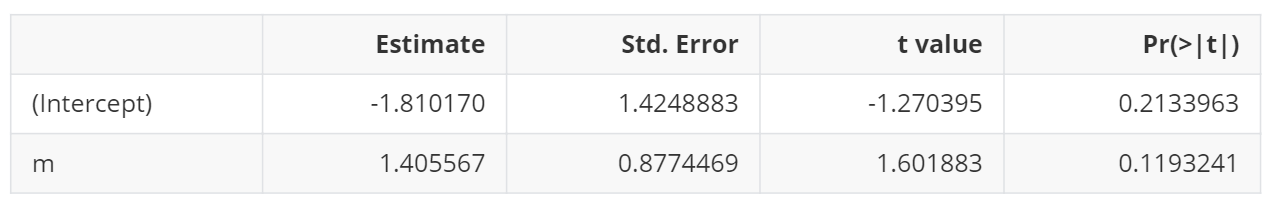 Estimate Std. Error t value Pr(>|t|)
(Intercept) -1.810170 1.4248883 -1.270395 0.2133963
m 1.405567 0.8774469 1.601883 0.1193241